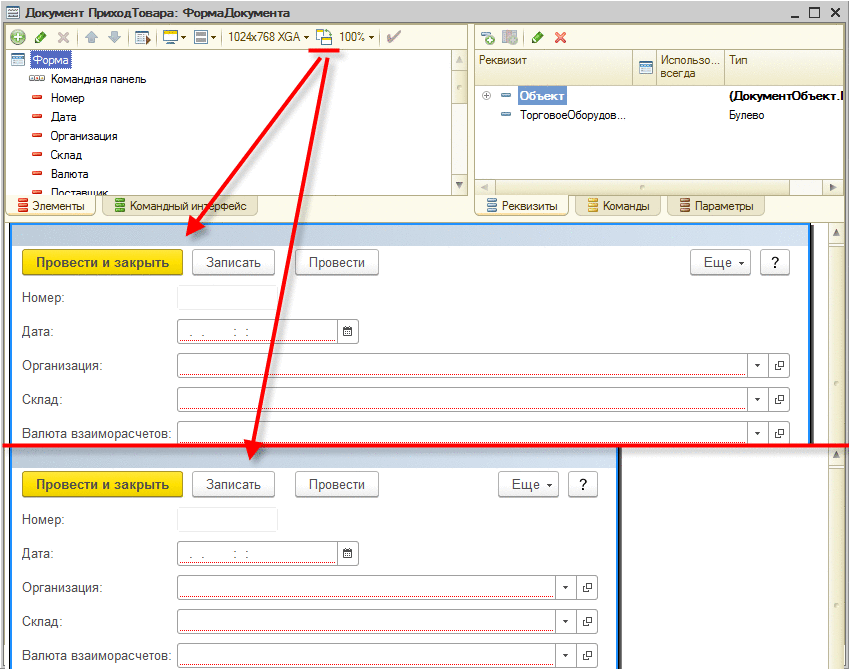 Документ ПриходТовара: ФормаДокумента
1024x768 XGA 100%
Форма
Командная панель
Номер
Дата
Организация
Склад
Валюта
Поставщик
Элементы Командный интерфейс
Реквизит Использо... всегда Тип
Объект (ДокументОбъект.
ТорговоеОборудов... Булево
Реквизиты Команды Параметры
Провести и закрыть Записать Провести Еще ?
Номер:
Дата: . . : :
Организация:
Склад:
Валюта взаиморасчетов:
Провести и закрыть Записать Провести Еще ?
Номер:
Дата: . . : :
Организация:
Склад:
Валюта взаиморасчетов: